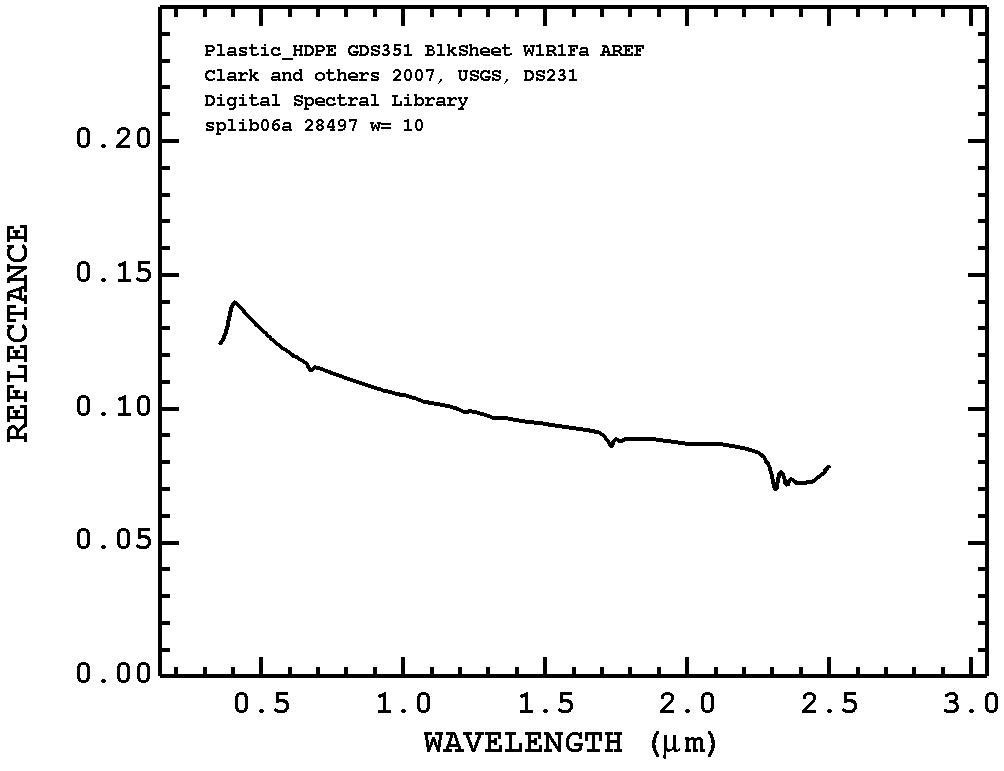 Plastic_HDPE GDS351 BlkSheet W1R1Fa AREF
Clark and others 2007, USGS, DS231
Digital Spectral Library
splib06a 28497 w= 10
0.20
0.15
0.10
0.05
0.00
REFLECTANCE
0.5 1.0 1.5 2.0 2.5 3.0
WAVELENGTH (μm)